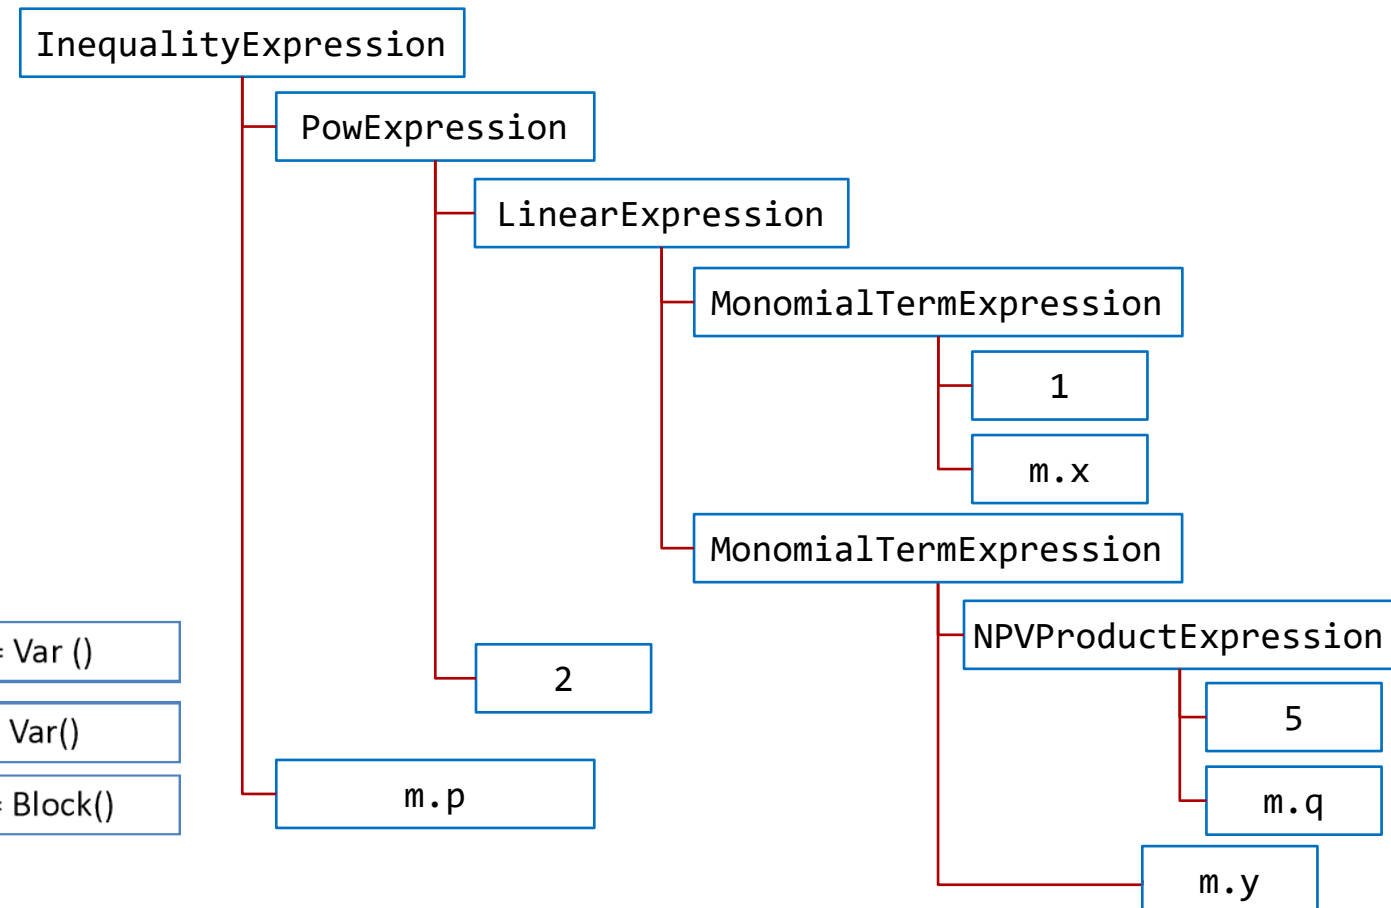 InequalityExpression
PowExpression
LinearExpression
MonomialTermExpression
1
m.x
MonomialTermExpression
NPVProductExpression
5
m.q
m.y
2
m.p
= Var ()
Var()
= Block()